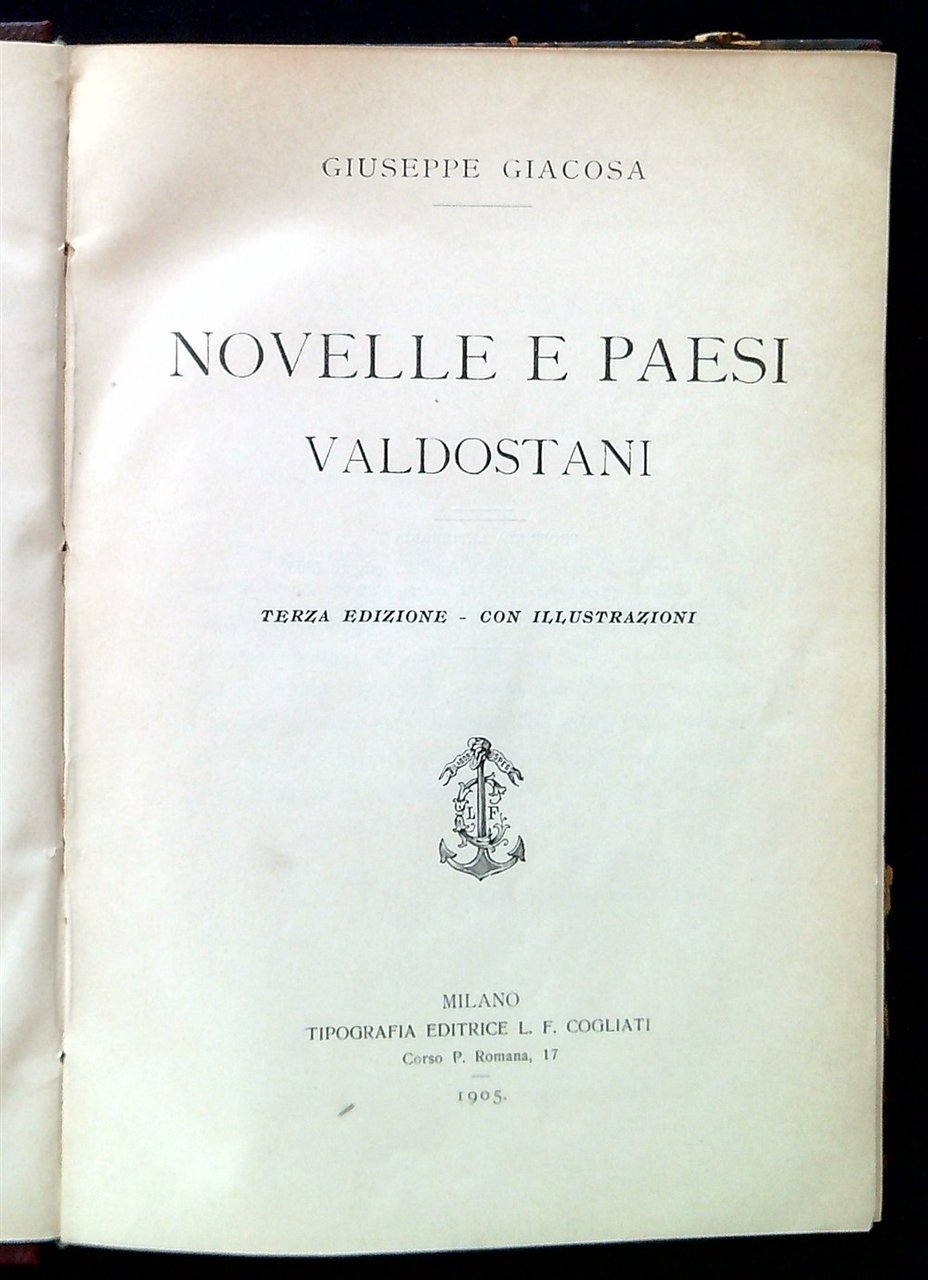 GIUSEPPE GIACOSA
NOVELLE E PAESI
VALDOSTANI
TERZA EDIZIONE - CON ILLUSTRAZIONI
L F
MILANO
TIPOGRAFIA EDITRICE L. F. COGLIATI
Corso P. Romana, 17
1905.